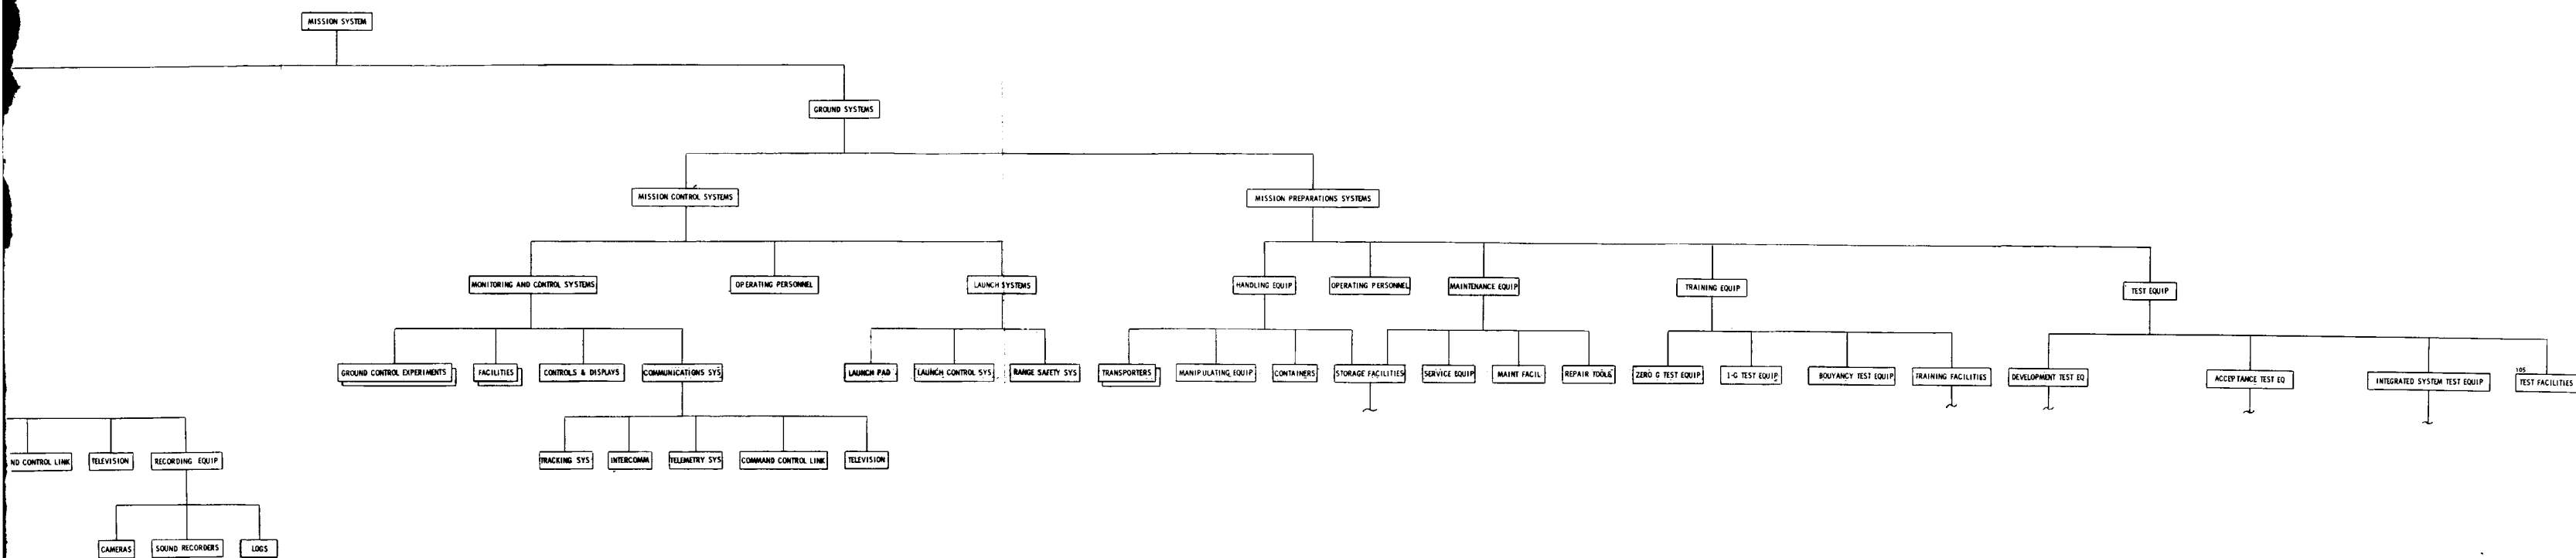 MISSION SYSTEM
GROUND SYSTEMS
MISSION CONTROL SYSTEMS
MISSION PREPARATIONS SYSTEMS
MONITORING AND CONTROL SYSTEMS
OPERATING PERSONNEL
LAUNCH SYSTEMS
HANDLING EQUIP
OPERATING PERSONNEL
MAINTENANCE EQUIP
TRAINING EQUIP
TEST EQUIP
GROUND CONTROL EXPERIMENTS
FACILITIES
CONTROLS & DISPLAYS
COMMUNICATIONS SYS
LAUNCH PAD
LAUNCH CONTROL SYS
RANGE SAFETY SYS
TRANSPORTERS
MANIPULATING EQUIP
CONTAINERS
STORAGE FACILITIES
SERVICE EQUIP
MAINT FACIL
REPAIR TOOLS
ZERO G TEST EQUIP
1-G TEST EQUIP
BOUYANCY TEST EQUIP
TRAINING FACILITIES
DEVELOPMENT TEST EQ
ACCEPTANCE TEST EQ
INTEGRATED SYSTEM TEST EQUIP
105
TEST FACILITIES
ND CONTROL LINK
TELEVISION
RECORDING EQUIP
TRACKING SYS
INTERCOMM
TELEMETRY SYS
COMMAND CONTROL LINK
TELEVISION
CAMERAS
SOUND RECORDERS
LOGS